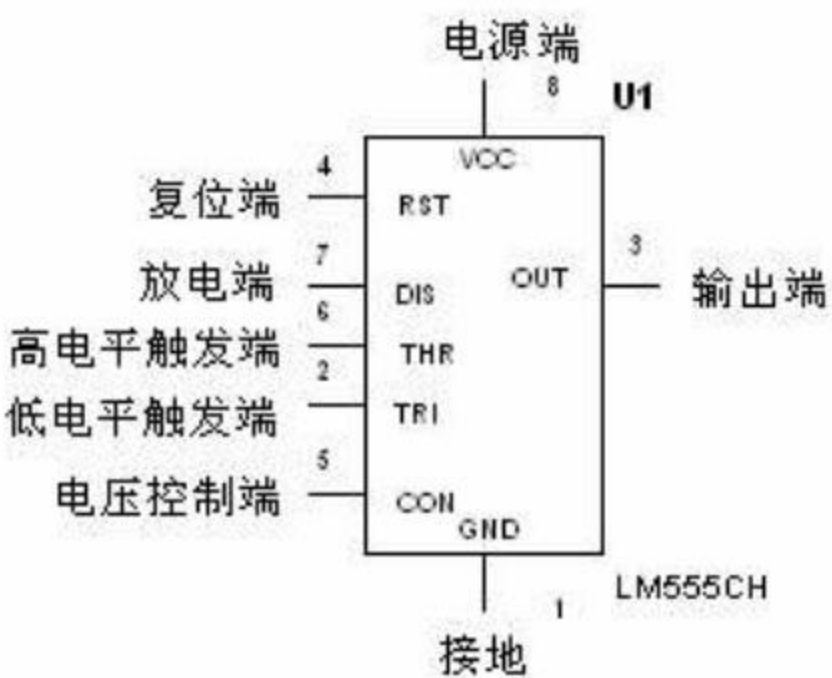 电源端
8
U1
VCC
4
复位端
RST
7
放电端
DIS
3
OUT
输出端
6
高电平触发端
THR
2
低电平触发端
TRI
5
电压控制端
CON
GND
LM555CH
1
接地